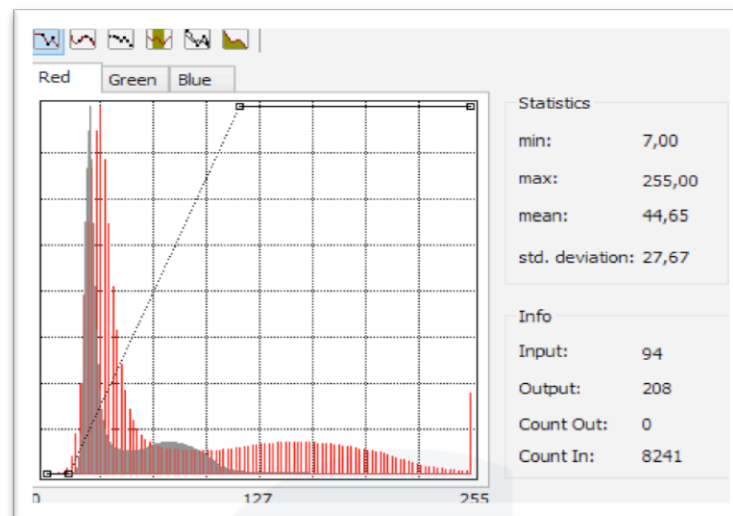 Red Green Blue
Statistics
min: 7,00
max: 255,00
mean: 44,65
std. deviation: 27,67
Info
Input: 94
Output: 208
Count Out: 0
Count In: 8241
0 127 255